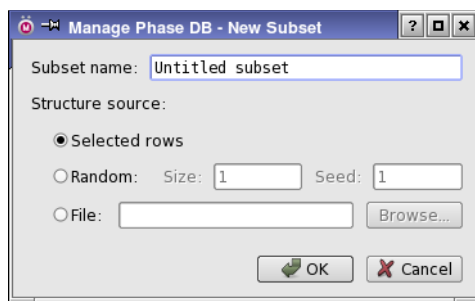 Manage Phase DB - New Subset
Subset name: Untitled subset
Structure source:
Selected rows
Random: Size: 1 Seed: 1
File: Browse...
OK Cancel